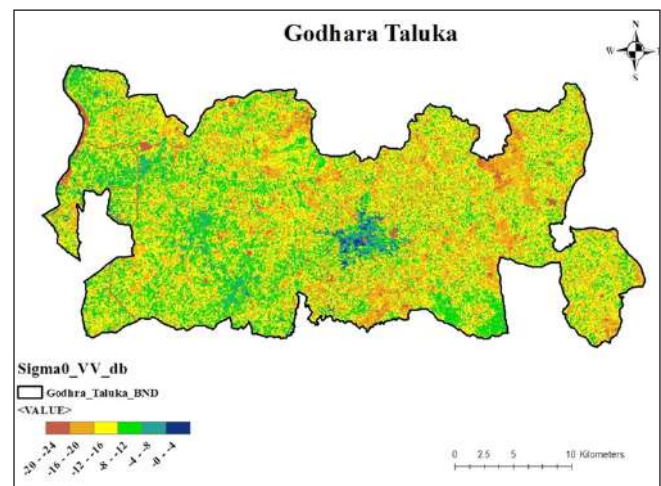 Godhara Taluka
N
W
S
Sigma0_VV_db
Godhra_Taluka_BND
<VALUE>
-20 - -24
-16 - -20
-12 - -16
-8 - -12
-4 - -8
-0 - -4
0 2.5 5 10 Kilometers